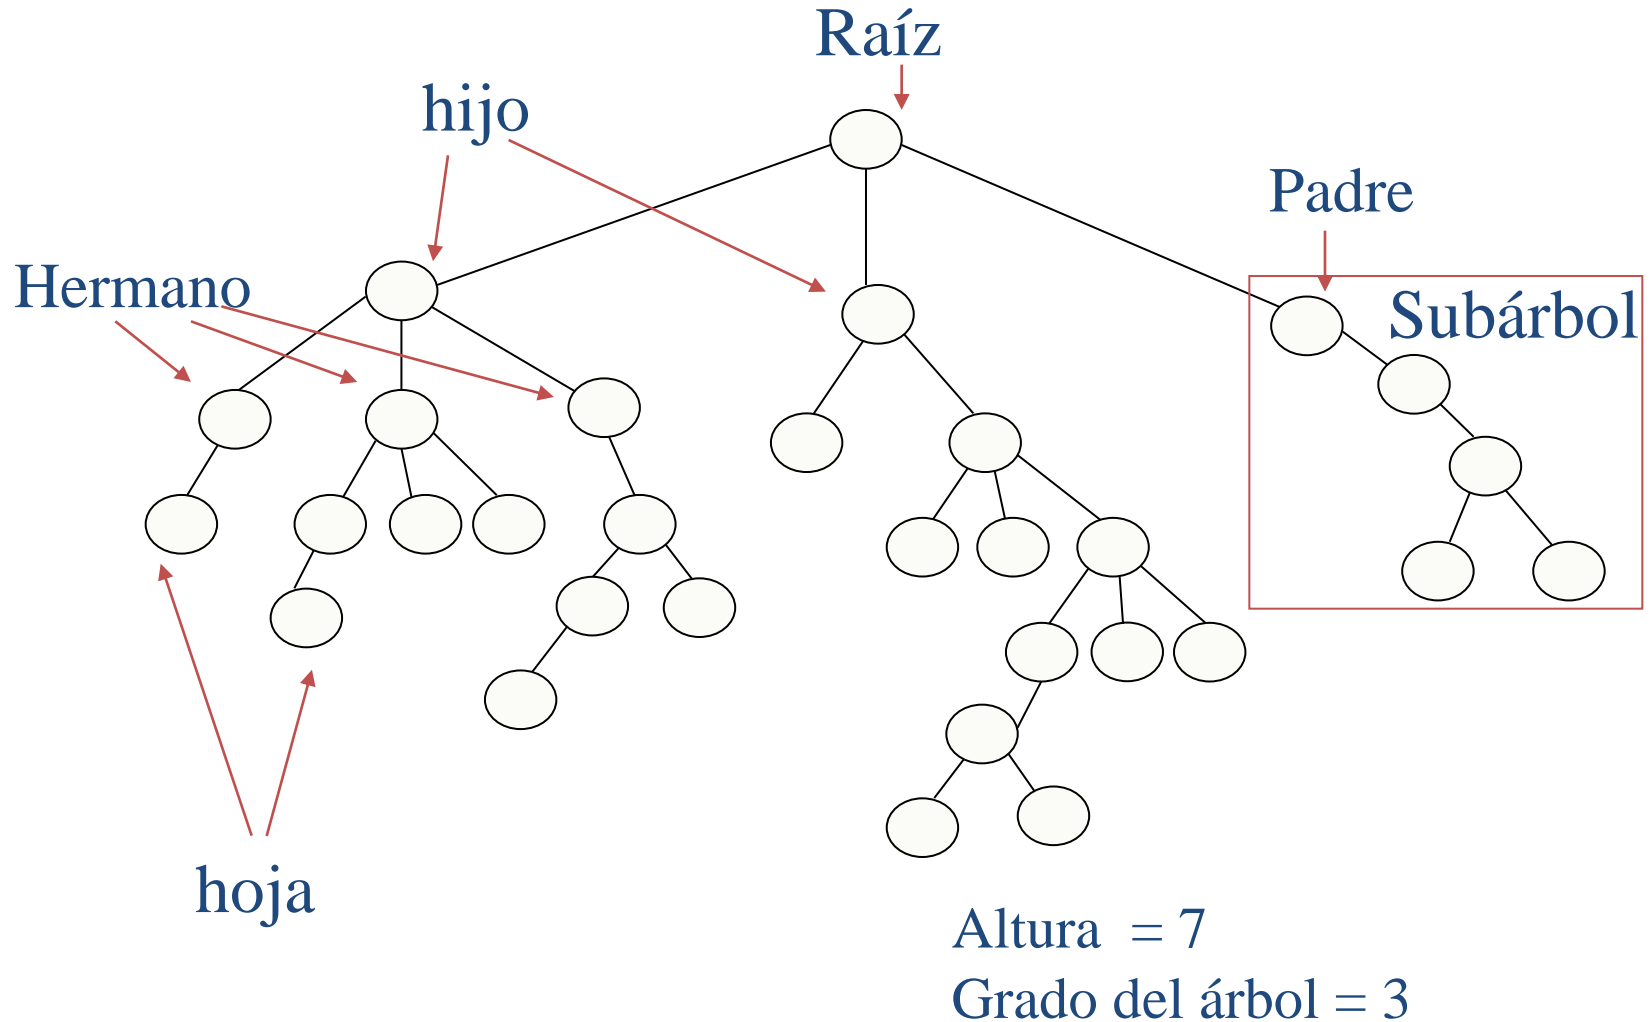 Raíz
hijo
Padre
Hermano
Subárbol
hoja
Altura = 7
Grado del árbol = 3